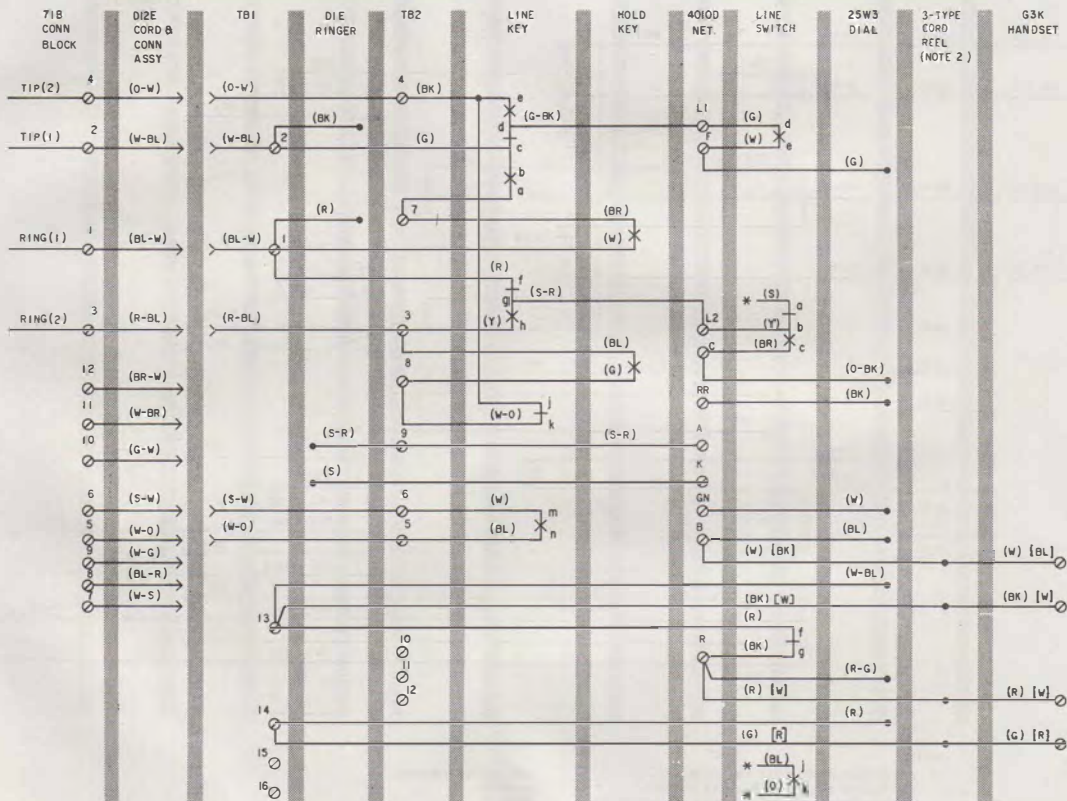 71B CONN BLOCK
D12E CORD & CONN ASSY
TB1
D1E RINGER
TB2
LINE KEY
HOLD KEY
4010D NET.
LINE SWITCH
25W3 DIAL
3-TYPE CORD REEL (NOTE 2)
G3K HANDSET
TIP(2) 4 (O-W) (O-W) 4 (BK) e
(BK) d (G-BK) L1 (G) d
TIP(1) 2 (W-BL) (W-BL) 2 (G) c F (W) e
b (G)
a
(R) 7 (BR)
RING(1) 1 (BL-W) (BL-W) 1 (W)
(R) f
g (S-R) * (S) a
RING(2) 3 (R-BL) (R-BL) 3 (Y) h L2 (Y) b
(BL) C (BR) c
12 (BR-W) 8 (G) (O-BK)
11 (W-BR) (W-O) j k RR (BK)
10 (G-W) (S-R) 9 (S-R) A
(S) K
6 (S-W) (S-W) 6 (W) m GN (W)
5 (W-O) (W-O) 5 (BL) n B (BL)
9 (W-G) (W) [BK] (W) [BL]
8 (BL-R) (W-BL)
7 (W-S) (BK) [W] (BK) [W]
13 (R) f
10 R (BK) g
11 (R-G)
12 (R) [W] (R) [W]
14 (R)
(G) [R] (G) [R]
15 * (BL) j
16 * (O) k